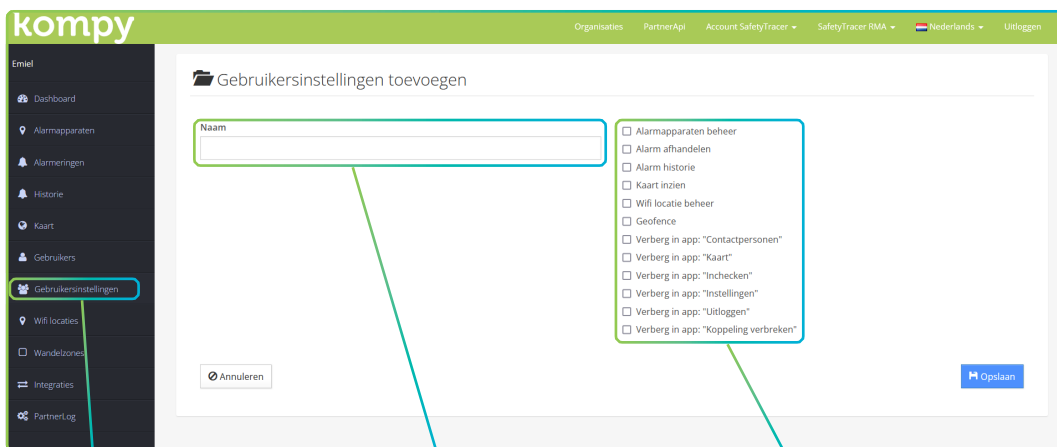 kompy
Organisaties PartnerApi Account SafetyTracer SafetyTracer RMA Nederlands Uitloggen
Emiel
Dashboard
Alarmapparaten
Alarmeringen
Historie
Kaart
Gebruikers
Gebruikersinstellingen
Wifi locaties
Wandelzones
Integraties
PartnerLog
Gebruikersinstellingen toevoegen
Naam
Alarmapparaten beheer
Alarm afhandelen
Alarm historie
Kaart inzien
Wifi locatie beheer
Geofence
Verberg in app: "Contactpersonen"
Verberg in app: "Kaart"
Verberg in app: "Inchecken"
Verberg in app: "Instellingen"
Verberg in app: "Uitloggen"
Verberg in app: "Koppeling verbreken"
Annuleren
Opslaan